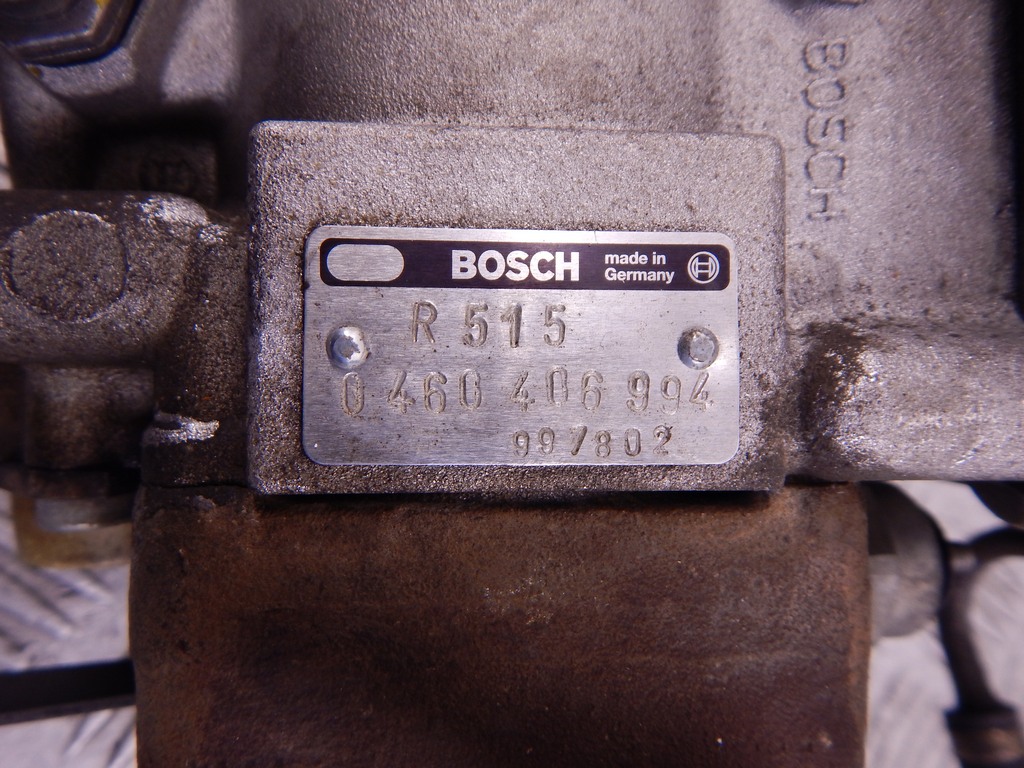 BOSCH
BOSCH made in Germany
R 515
0 460 406 994
997802